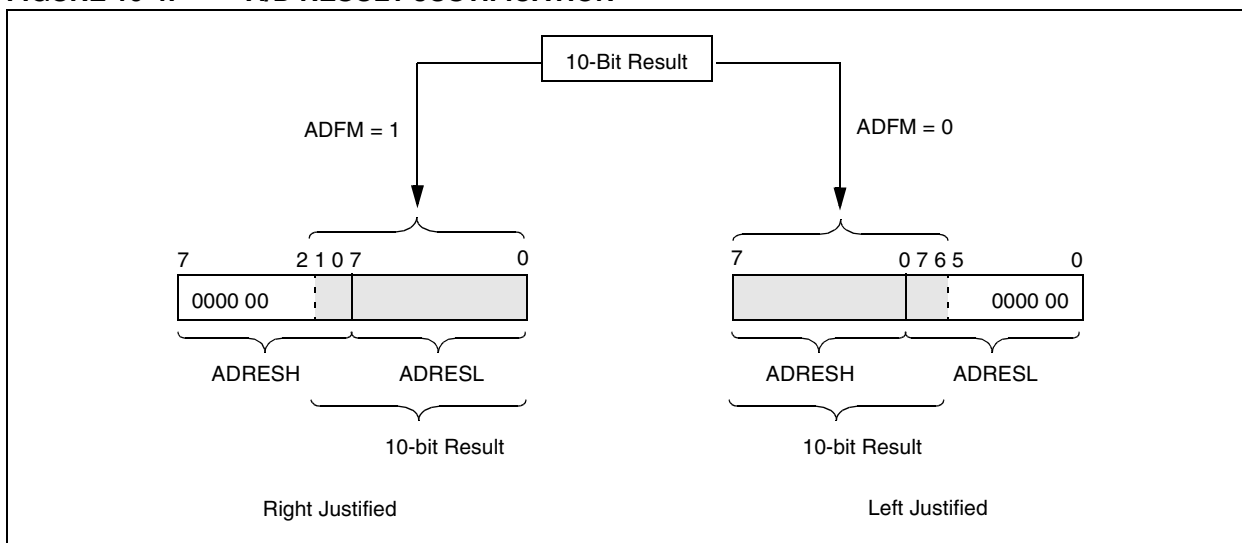 10-Bit Result
ADFM = 1
ADFM = 0
7 2 1 0 7 0
0000 00
ADRESH ADRESL
10-bit Result
Right Justified
7 0 7 6 5 0
0000 00
ADRESH ADRESL
10-bit Result
Left Justified